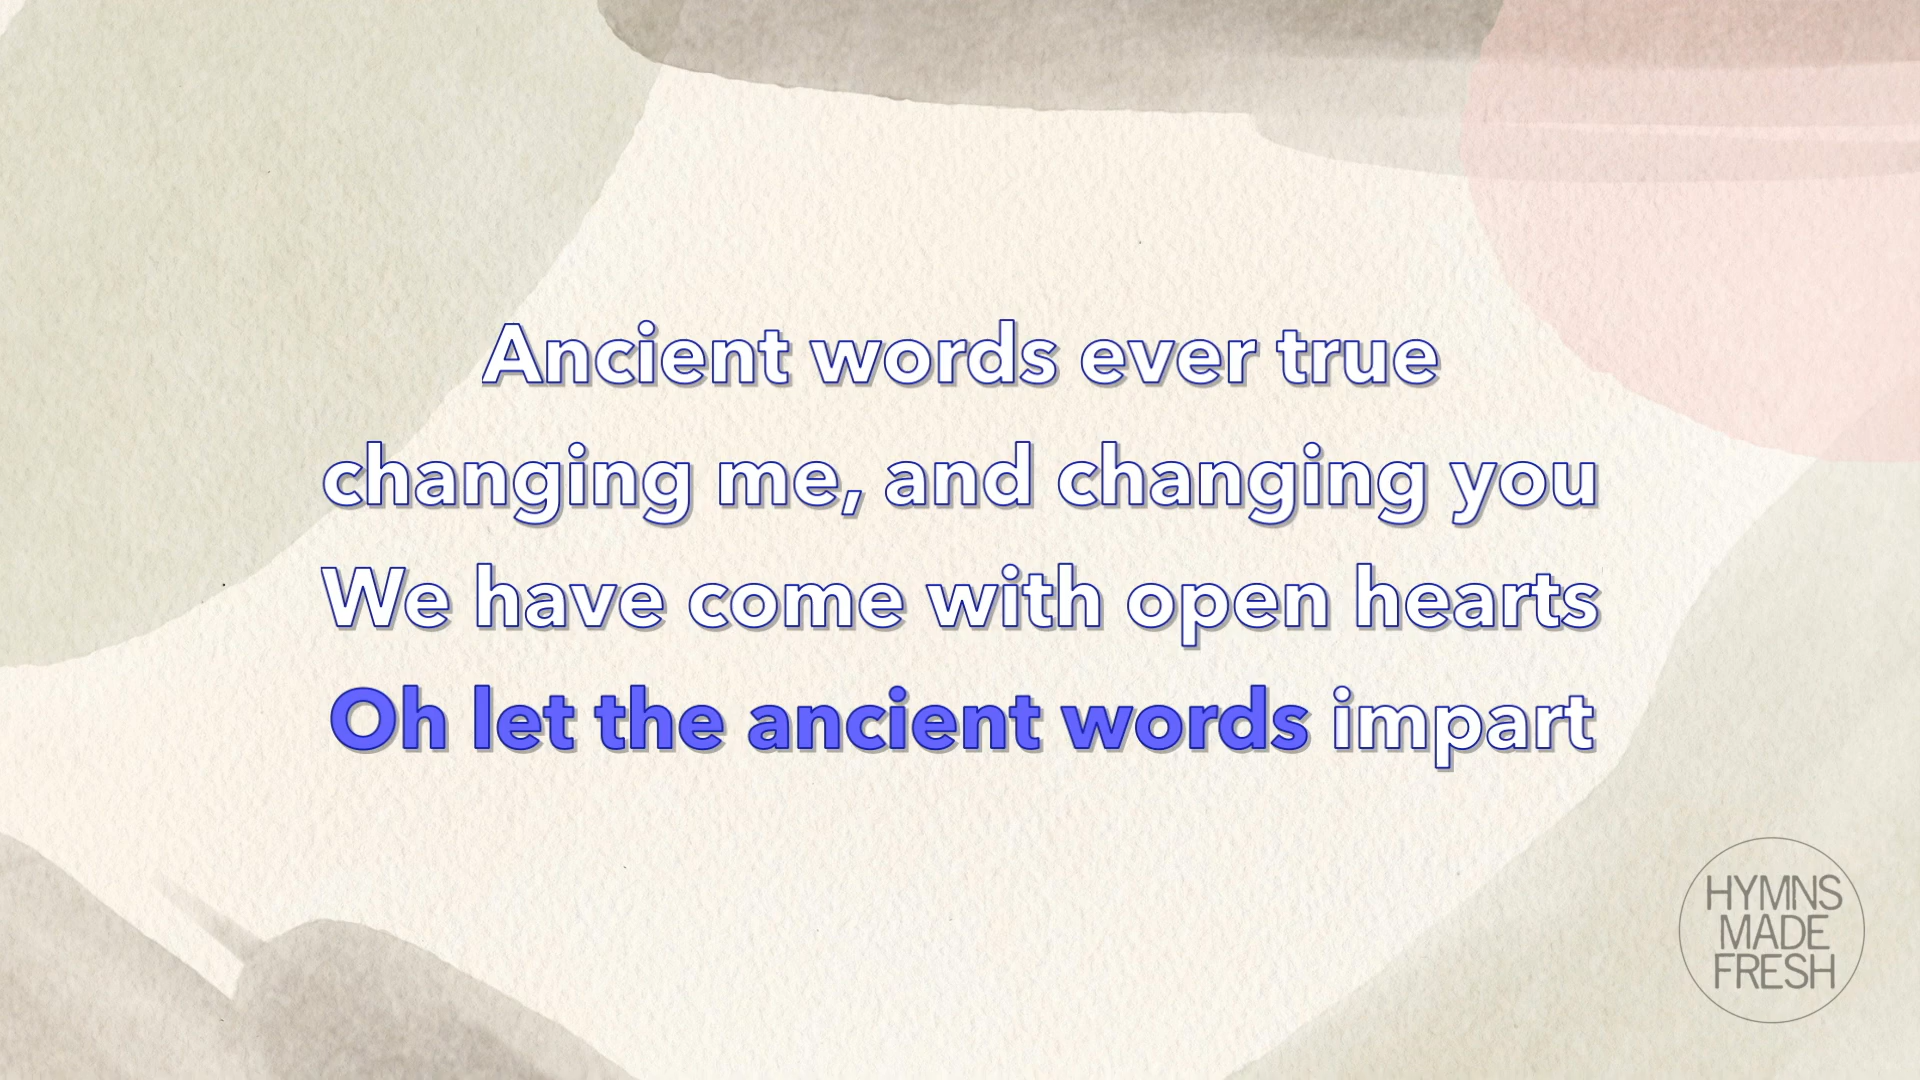 Ancient words ever true
changing me, and changing you
We have come with open hearts
Oh let the ancient words impart
HYMNS
MADE
FRESH